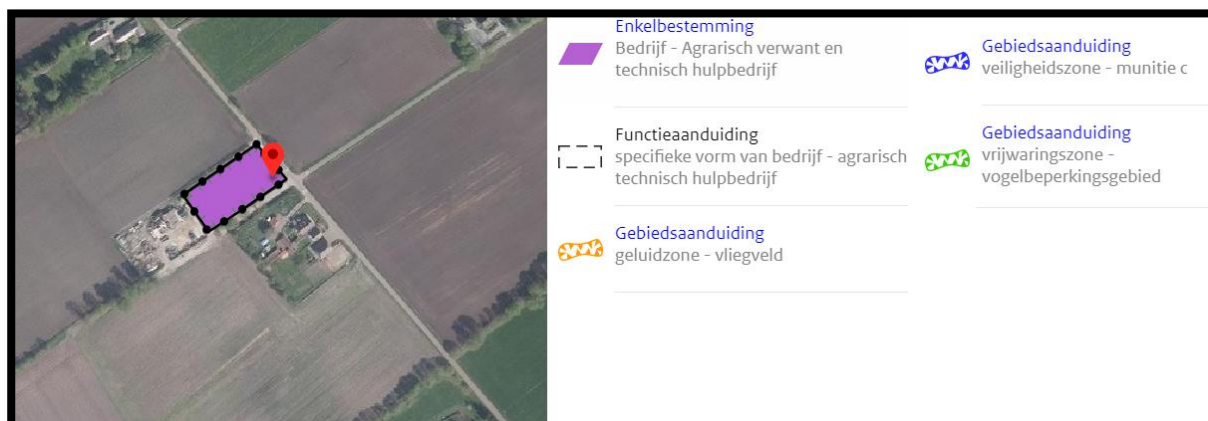 Enkelbestemming
Bedrijf - Agrarisch verwant en
technisch hulpbedrijf
Functieaanduiding
specifieke vorm van bedrijf - agrarisch
technisch hulpbedrijf
Gebiedsaanduiding
geluidzone - vliegveld
Gebiedsaanduiding
veiligheidszone - munitie c
Gebiedsaanduiding
vrijwaringszone -
vogelbeperkingsgebied